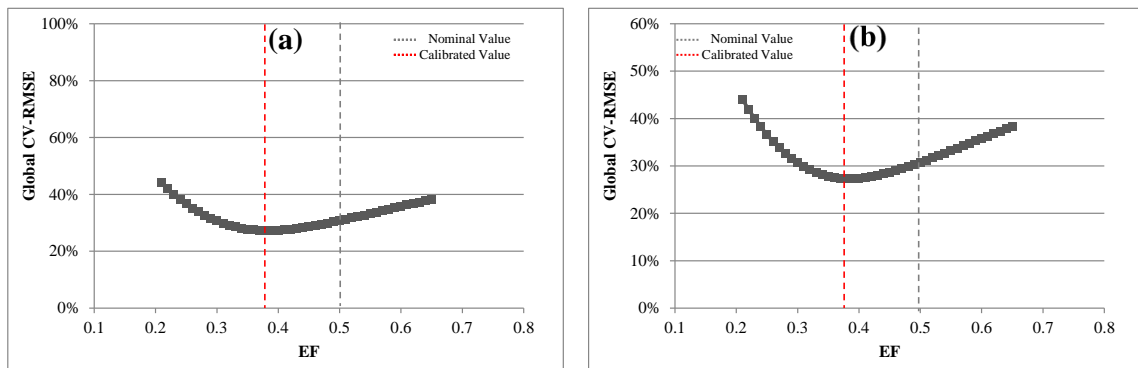 (a)
Nominal Value
Calibrated Value
100%
80%
60%
40%
20%
0%
Global CV-RMSE
0.1 0.2 0.3 0.4 0.5 0.6 0.7 0.8
EF
(b)
Nominal Value
Calibrated Value
60%
50%
40%
30%
20%
10%
0%
Global CV-RMSE
0.1 0.2 0.3 0.4 0.5 0.6 0.7 0.8
EF